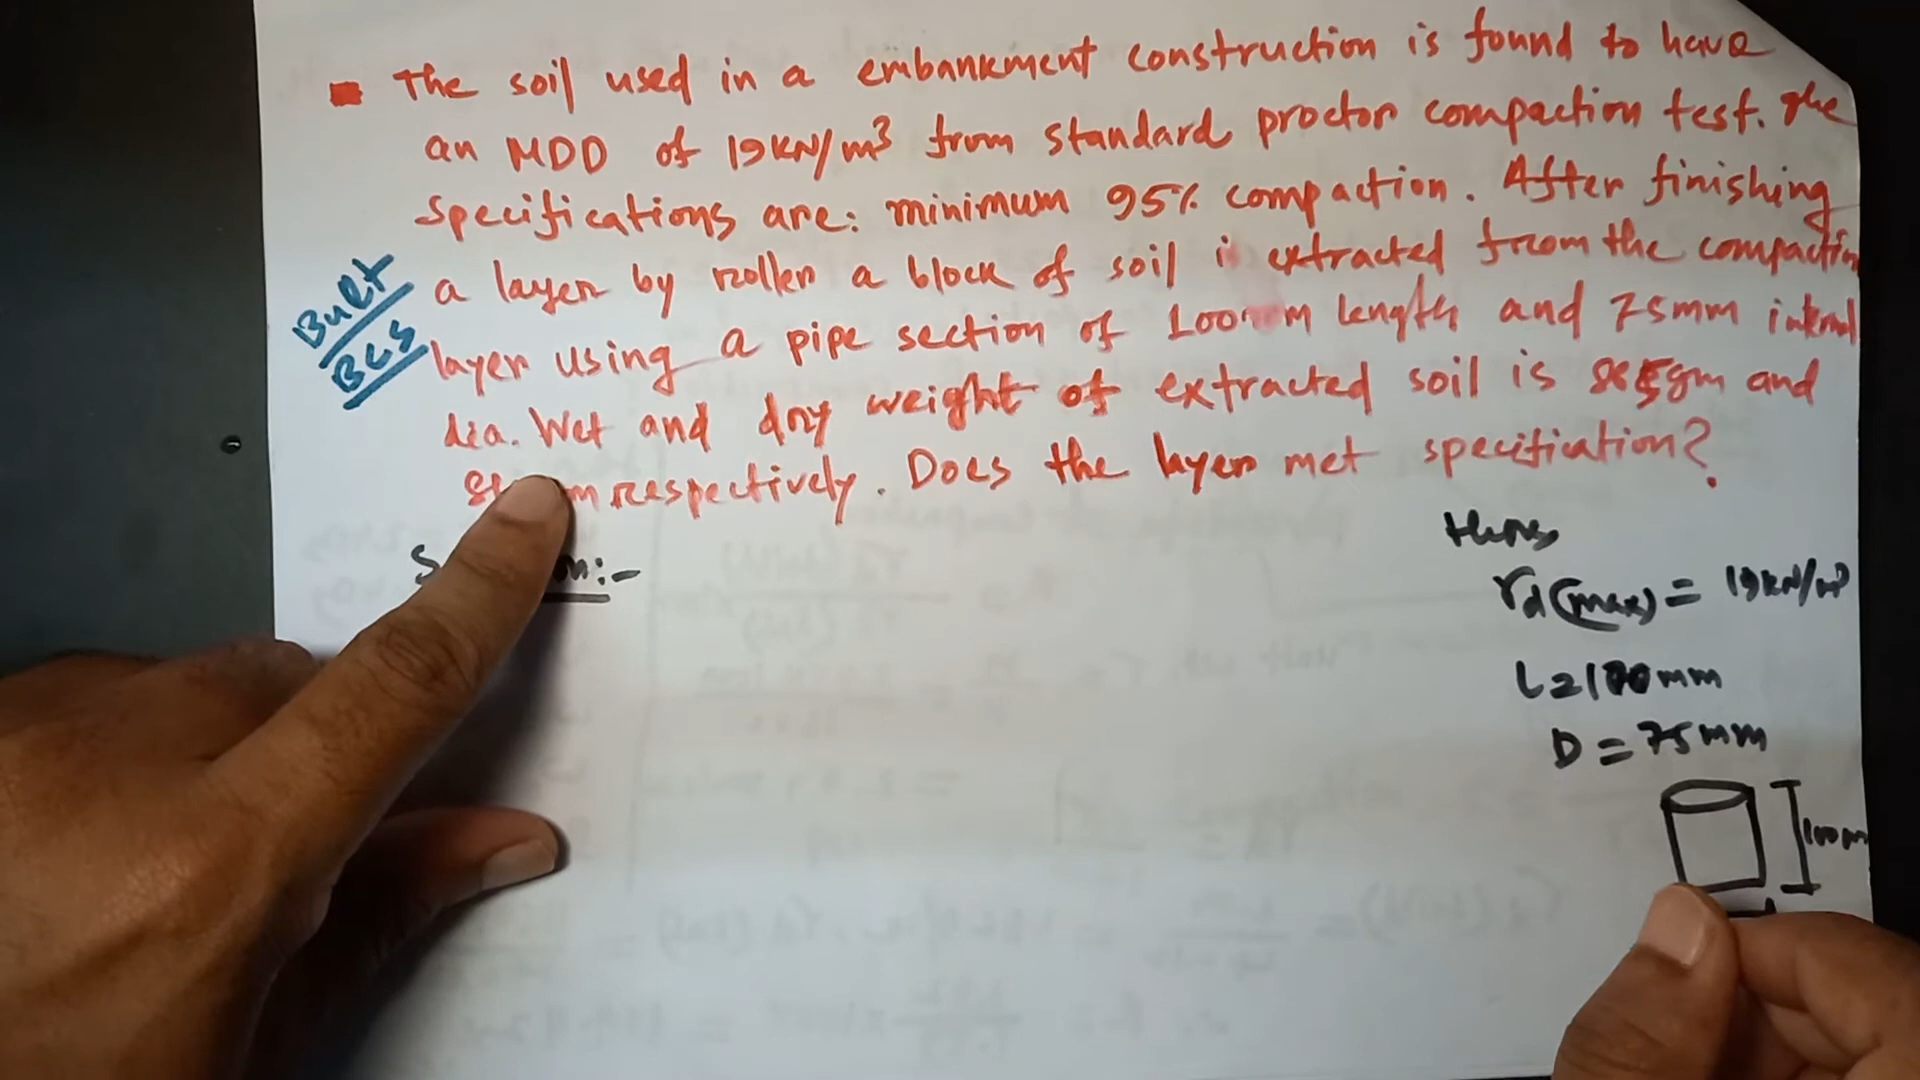 The soil used in a embankment construction is found to have
an MDD of 19kN/m³ from standard proctor compaction test. The
specifications are: minimum 95% compaction. After finishing
a layer by roller a block of soil is extracted from the compaction
layer using a pipe section of 100mm length and 75mm internal
dia. Wet and dry weight of extracted soil is gm and
respectively. Does the layer met specification?
BCS
γd(max) = 19kN/m³
L=100mm
D = 75mm